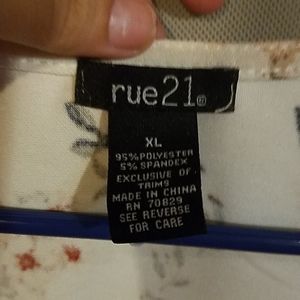 rue21®
XL
95% POLYESTER
5% SPANDEX
EXCLUSIVE OF
TRIMS
MADE IN CHINA
RN 70829
SEE REVERSE
FOR CARE